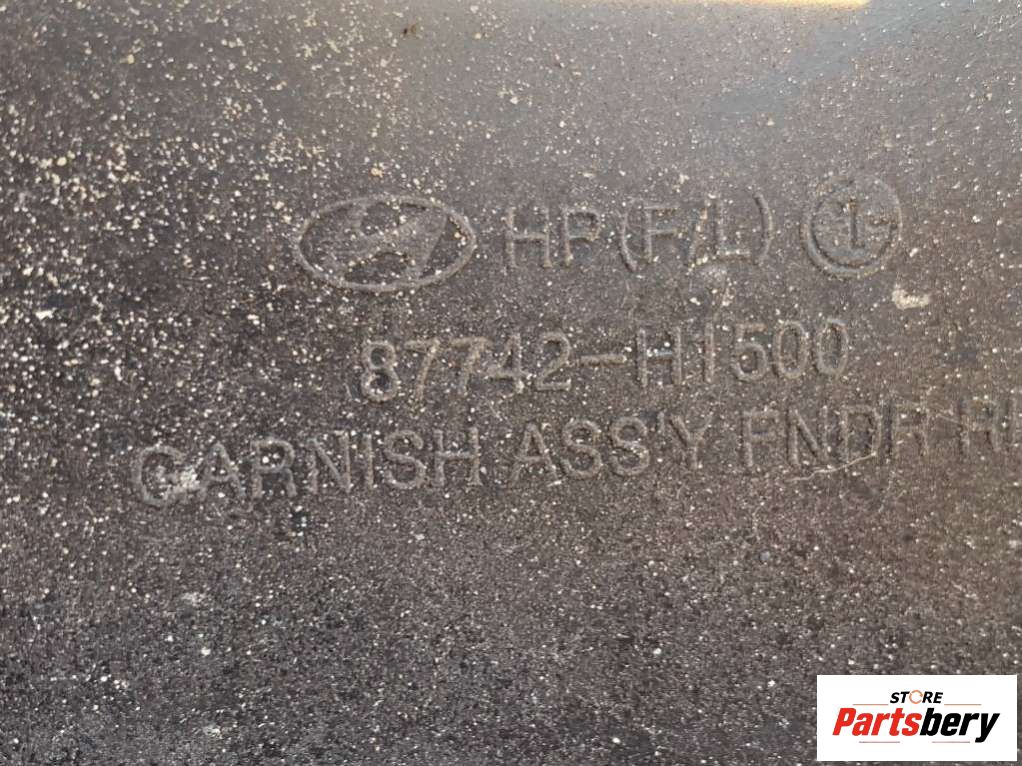 HP(F/L)
87742-H1500
GARNISH ASS'Y FNDR
STORE
Partsbery